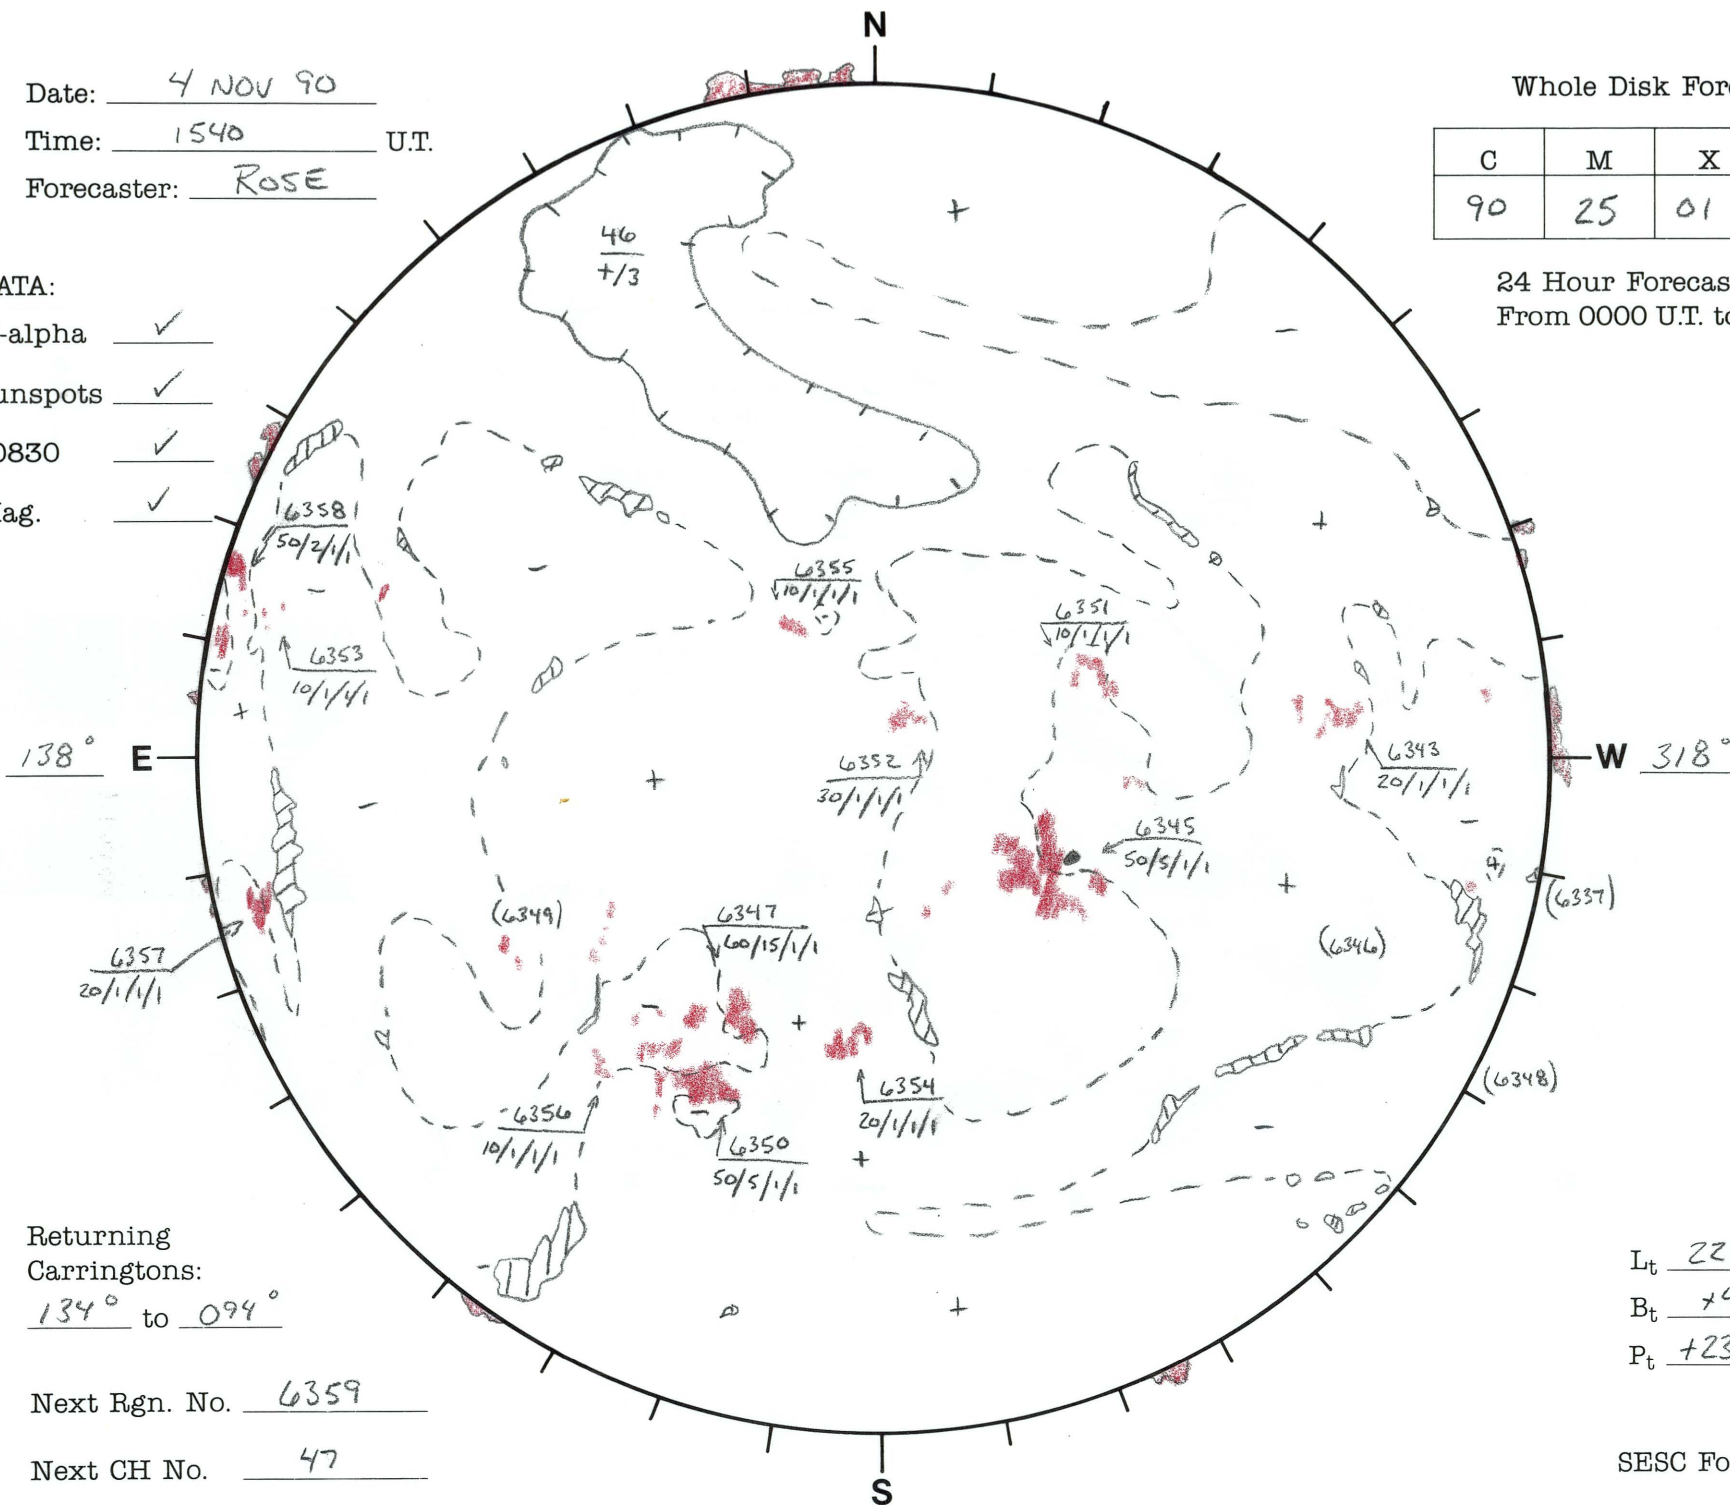 N
Date: 4 NOV 90
Time: 1540 U.T.
Forecaster: ROSE
Whole Disk Fore
C M X
90 25 01
24 Hour Forecas
From 0000 U.T. to
ATA:
-alpha ✓
unspots ✓
0830 ✓
ag. ✓
46
+/3
+
-
6358
50/2/1/1
-
-
+
6355
10/1/1/1
6351
10/1/1/1
6353
10/1/1/1
+
138° E
6352
30/1/1/1
+
-
6343
20/1/1/1
W 318°
-
6345
50/5/1/1
+
(6337)
(6349)
6347
60/15/1/1
(6346)
6357
20/1/1/1
-
+
6354
20/1/1/1
(6348)
6356
10/1/1/1
-
6350
50/5/1/1
+
-
Returning
Carringtons:
134° to 094°
+
Lt 22
Bt +4
Pt +23
Next Rgn. No. 6359
Next CH No. 47
SESC Fo
S